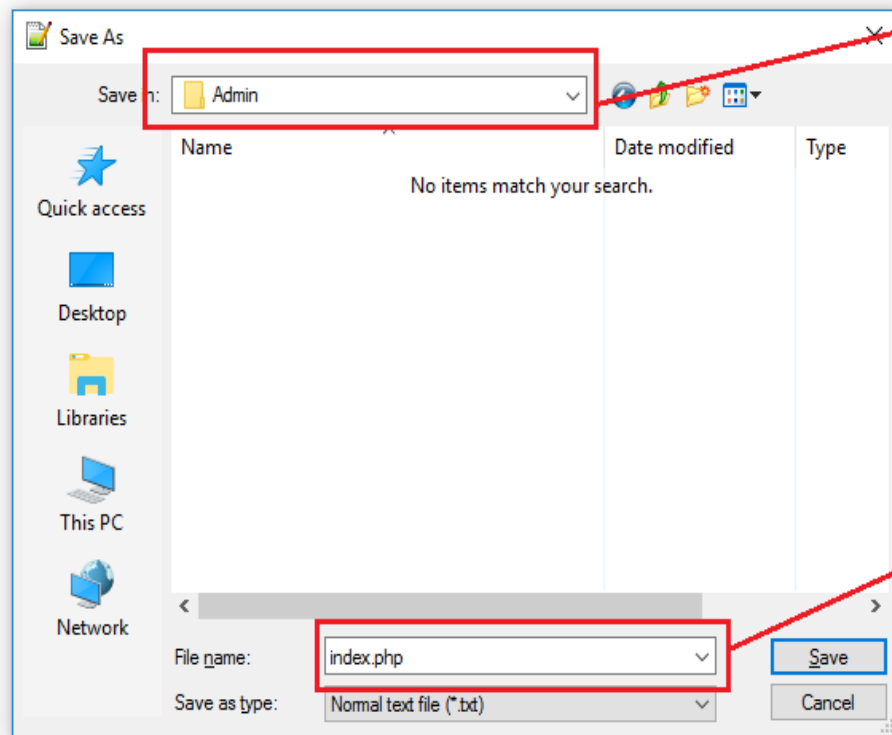 Save As
Save in: Admin
Name Date modified Type
No items match your search.
Quick access
Desktop
Libraries
This PC
Network
File name: index.php Save
Save as type: Normal text file (*.txt) Cancel